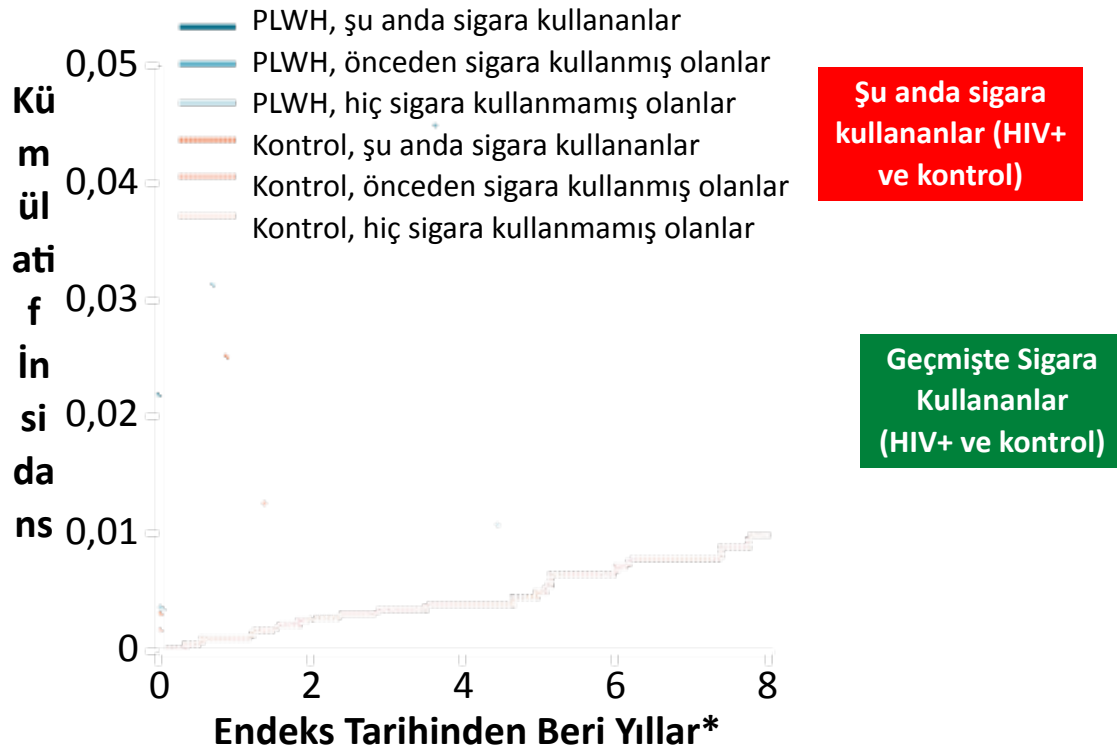 PLWH, şu anda sigara kullananlar
PLWH, önceden sigara kullanmış olanlar
PLWH, hiç sigara kullanmamış olanlar
Kontrol, şu anda sigara kullananlar
Kontrol, önceden sigara kullanmış olanlar
Kontrol, hiç sigara kullanmamış olanlar
Kü
m
ül
ati
f
İn
si
da
ns
0,05
0,04
0,03
0,02
0,01
0
0 2 4 6 8
Endeks Tarihinden Beri Yıllar*
Şu anda sigara
kullananlar (HIV+
ve kontrol)
Geçmişte Sigara
Kullananlar
(HIV+ ve kontrol)